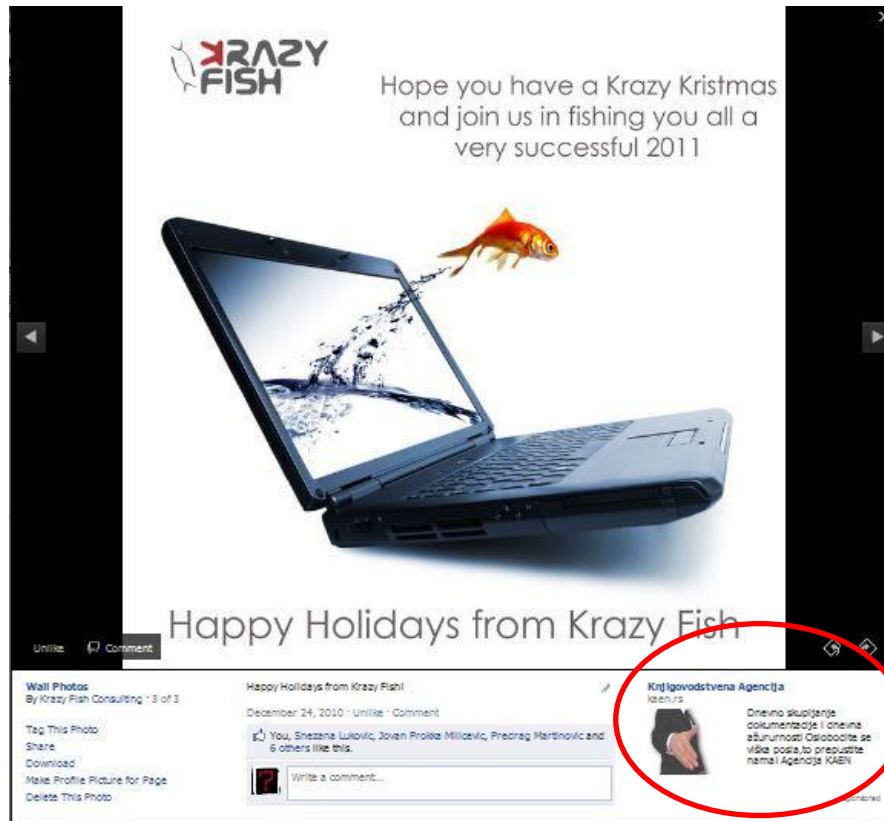 KRAZY
FISH
Hope you have a Krazy Kristmas
and join us in fishing you all a
very successful 2011
Happy Holidays from Krazy Fish
Unlike Comment
Wall Photos
By Krazy Fish Consulting · 3 of 3
Tag This Photo
Share
Download
Make Profile Picture for Page
Delete This Photo
Happy Holidays from Krazy Fish!
December 24, 2010 · Unlike · Comment
You, Snezana Lukovic, Jovan Prokka Milicevic, Predrag Martinovic and
6 others like this.
Write a comment...
Knjigovodstvena Agencija
kaen.rs
Dnevno skupljanje
dokumentacije i dnevna
ažururnosti Oslobodite se
viška posla,to prepustite
nama! Agencija KAEN